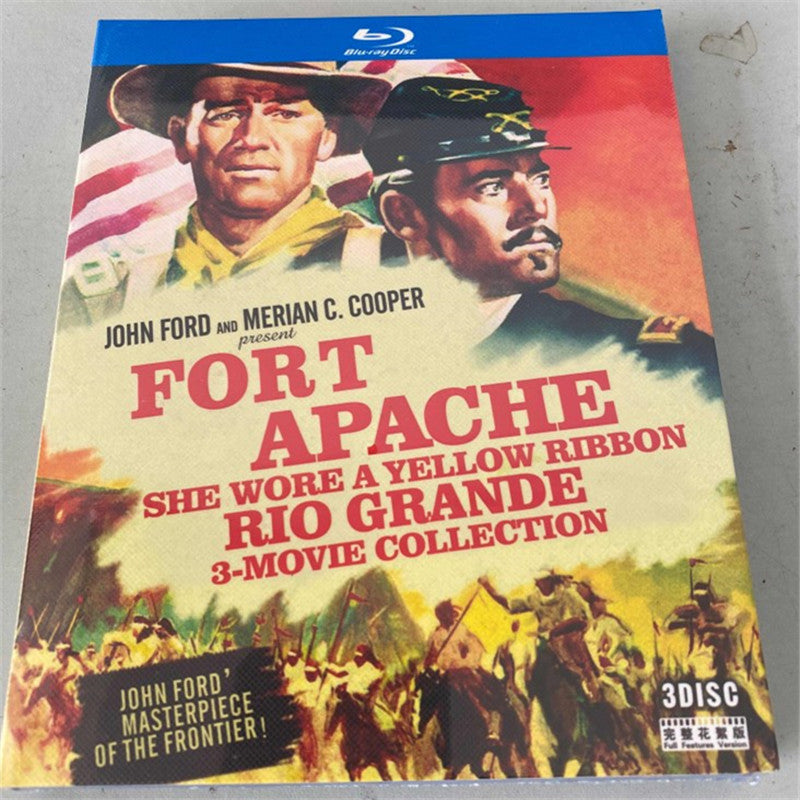 Blu-ray Disc
JOHN FORD AND MERIAN C. COOPER
present
FORT
APACHE
SHE WORE A YELLOW RIBBON
RIO GRANDE
3-MOVIE COLLECTION
JOHN FORD'
MASTERPIECE
OF THE FRONTIER!
3DISC
完整花絮版
Full Features Version